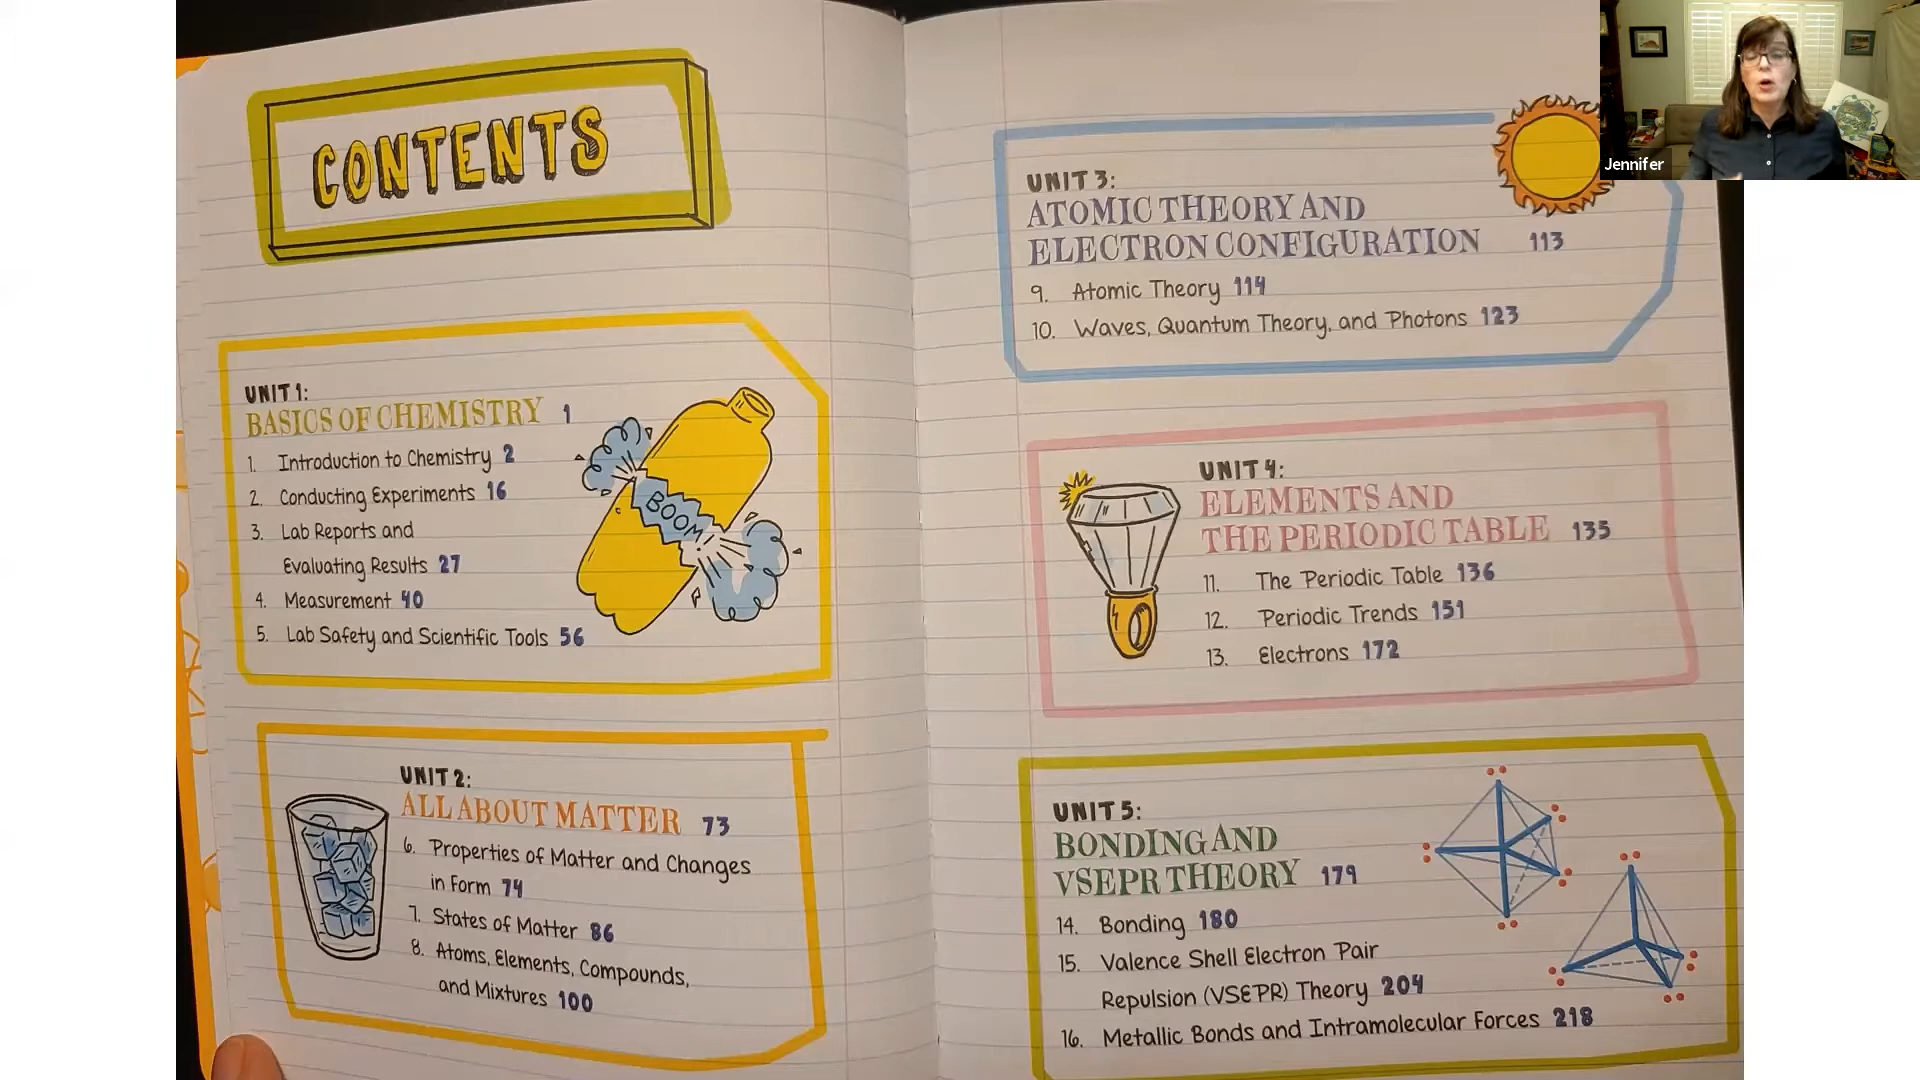 CONTENTS
UNIT 1:
BASICS OF CHEMISTRY 1
1. Introduction to Chemistry 2
2. Conducting Experiments 16
3. Lab Reports and
Evaluating Results 27
4. Measurement 40
5. Lab Safety and Scientific Tools 56
BOOM
UNIT 2:
ALL ABOUT MATTER 73
6. Properties of Matter and Changes
in Form 74
7. States of Matter 86
8. Atoms, Elements, Compounds,
and Mixtures 100
UNIT 3:
ATOMIC THEORY AND
ELECTRON CONFIGURATION 113
9. Atomic Theory 114
10. Waves, Quantum Theory, and Photons 123
UNIT 4:
ELEMENTS AND
THE PERIODIC TABLE 135
11. The Periodic Table 136
12. Periodic Trends 151
13. Electrons 172
UNIT 5:
BONDING AND
VSEPR THEORY 179
14. Bonding 180
15. Valence Shell Electron Pair
Repulsion (VSEPR) Theory 204
16. Metallic Bonds and Intramolecular Forces 218
Jennifer